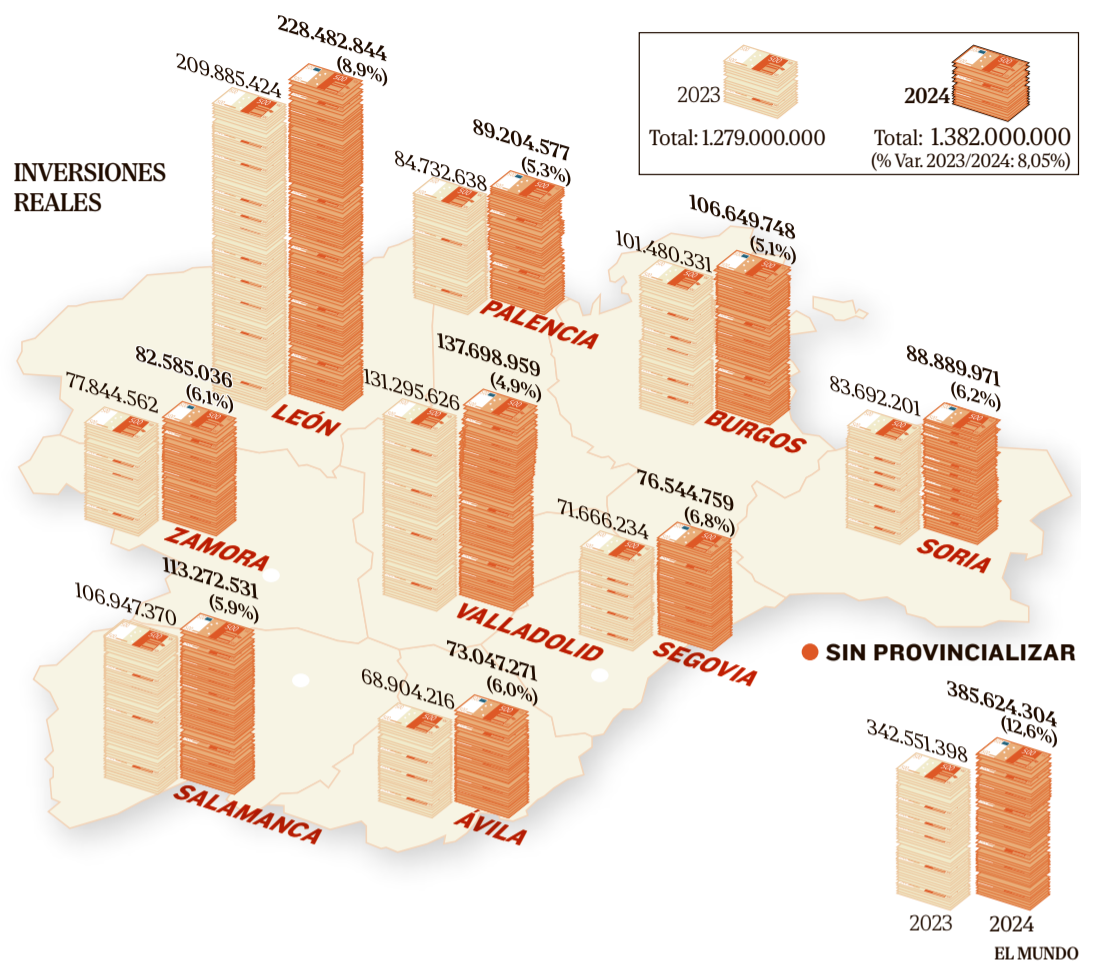 INVERSIONES
REALES
2023
Total: 1.279.000.000
2024
Total: 1.382.000.000
(% Var. 2023/2024: 8,05%)
209.885.424
228.482.844
(8,9%)
LEÓN
84.732.638
89.204.577
(5,3%)
PALENCIA
101.480.331
106.649.748
(5,1%)
BURGOS
77.844.562
82.585.036
(6,1%)
ZAMORA
131.295.626
137.698.959
(4,9%)
VALLADOLID
71.666.234
76.544.759
(6,8%)
SEGOVIA
83.692.201
88.889.971
(6,2%)
SORIA
106.947.370
113.272.531
(5,9%)
SALAMANCA
68.904.216
73.047.271
(6,0%)
ÁVILA
SIN PROVINCIALIZAR
342.551.398
385.624.304
(12,6%)
2023
2024
EL MUNDO